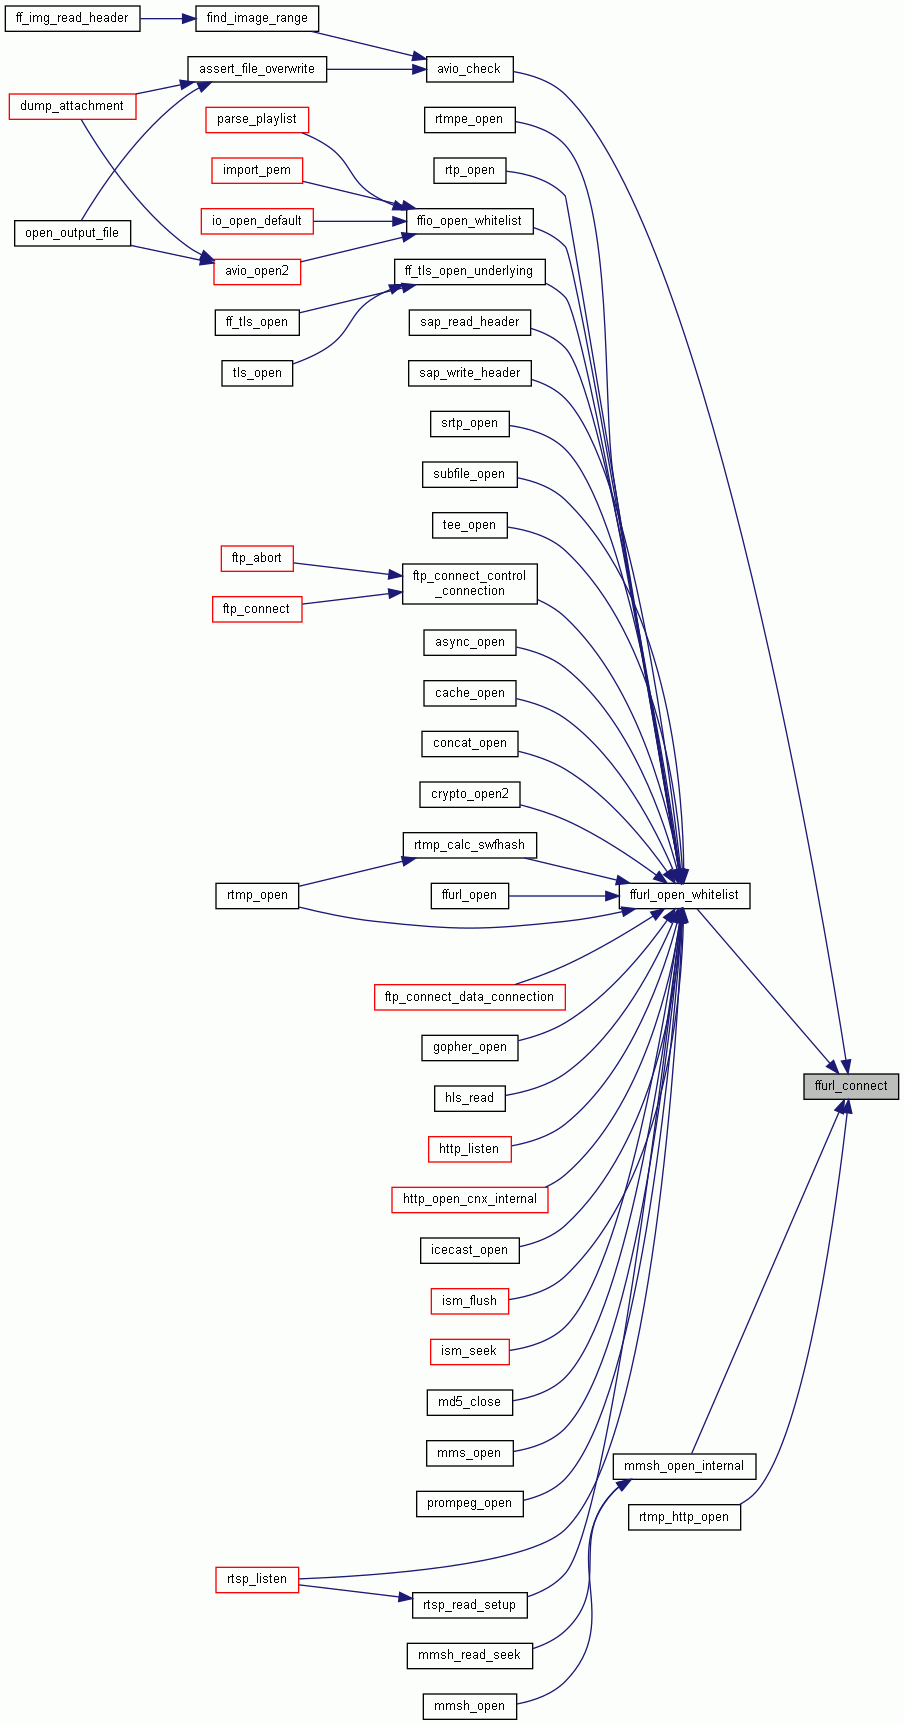 ff_img_read_header
find_image_range
assert_file_overwrite
avio_check
dump_attachment
parse_playlist
rtmpe_open
import_pem
rtp_open
io_open_default
ffio_open_whitelist
open_output_file
avio_open2
ff_tls_open_underlying
ff_tls_open
sap_read_header
tls_open
sap_write_header
srtp_open
subfile_open
tee_open
ftp_abort
ftp_connect_control
_connection
ftp_connect
async_open
cache_open
concat_open
crypto_open2
rtmp_calc_swfhash
rtmp_open
ffurl_open
ffurl_open_whitelist
ftp_connect_data_connection
gopher_open
ffurl_connect
hls_read
http_listen
http_open_cnx_internal
icecast_open
ism_flush
ism_seek
md5_close
mms_open
mmsh_open_internal
prompeg_open
rtmp_http_open
rtsp_listen
rtsp_read_setup
mmsh_read_seek
mmsh_open